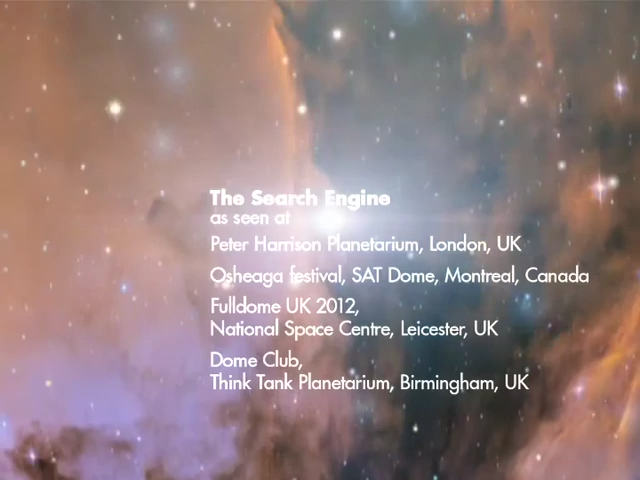 The Search Engine
as seen at
Peter Harrison Planetarium, London, UK
Osheaga festival, SAT Dome, Montreal, Canada
Fulldome UK 2012,
National Space Centre, Leicester, UK
Dome Club,
Think Tank Planetarium, Birmingham, UK